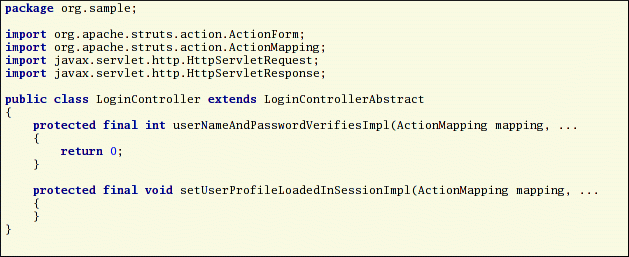 package org.sample;

import org.apache.struts.action.ActionForm;
import org.apache.struts.action.ActionMapping;
import javax.servlet.http.HttpServletRequest;
import javax.servlet.http.HttpServletResponse;

public class LoginController extends LoginControllerAbstract
{
    protected final int userNameAndPasswordVerifiesImpl(ActionMapping mapping, ...
    {
        return 0;
    }

    protected final void setUserProfileLoadedInSessionImpl(ActionMapping mapping, ...
    {
    }
}